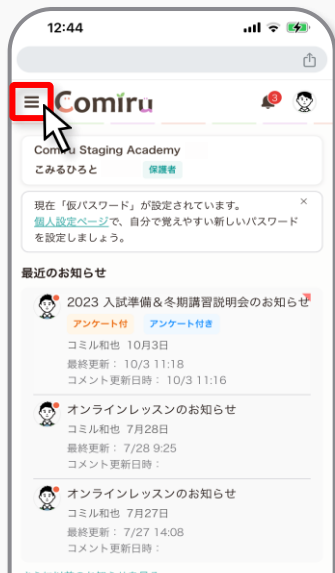 12:44
Comiru
3
Comiru Staging Academy
こみるひろと 保護者
現在「仮パスワード」が設定されています。 ×
個人設定ページで、自分で覚えやすい新しいパスワード
を設定しましょう。
最近のお知らせ
2023 入試準備＆冬期講習説明会のお知らせ
アンケート付 アンケート付き
コミル和也 10月3日
最終更新： 10/3 11:18
コメント更新日時： 10/3 11:16
オンラインレッスンのお知らせ
コミル和也 7月28日
最終更新： 7/28 9:25
コメント更新日時：
オンラインレッスンのお知らせ
コミル和也 7月27日
最終更新： 7/27 14:08
コメント更新日時：